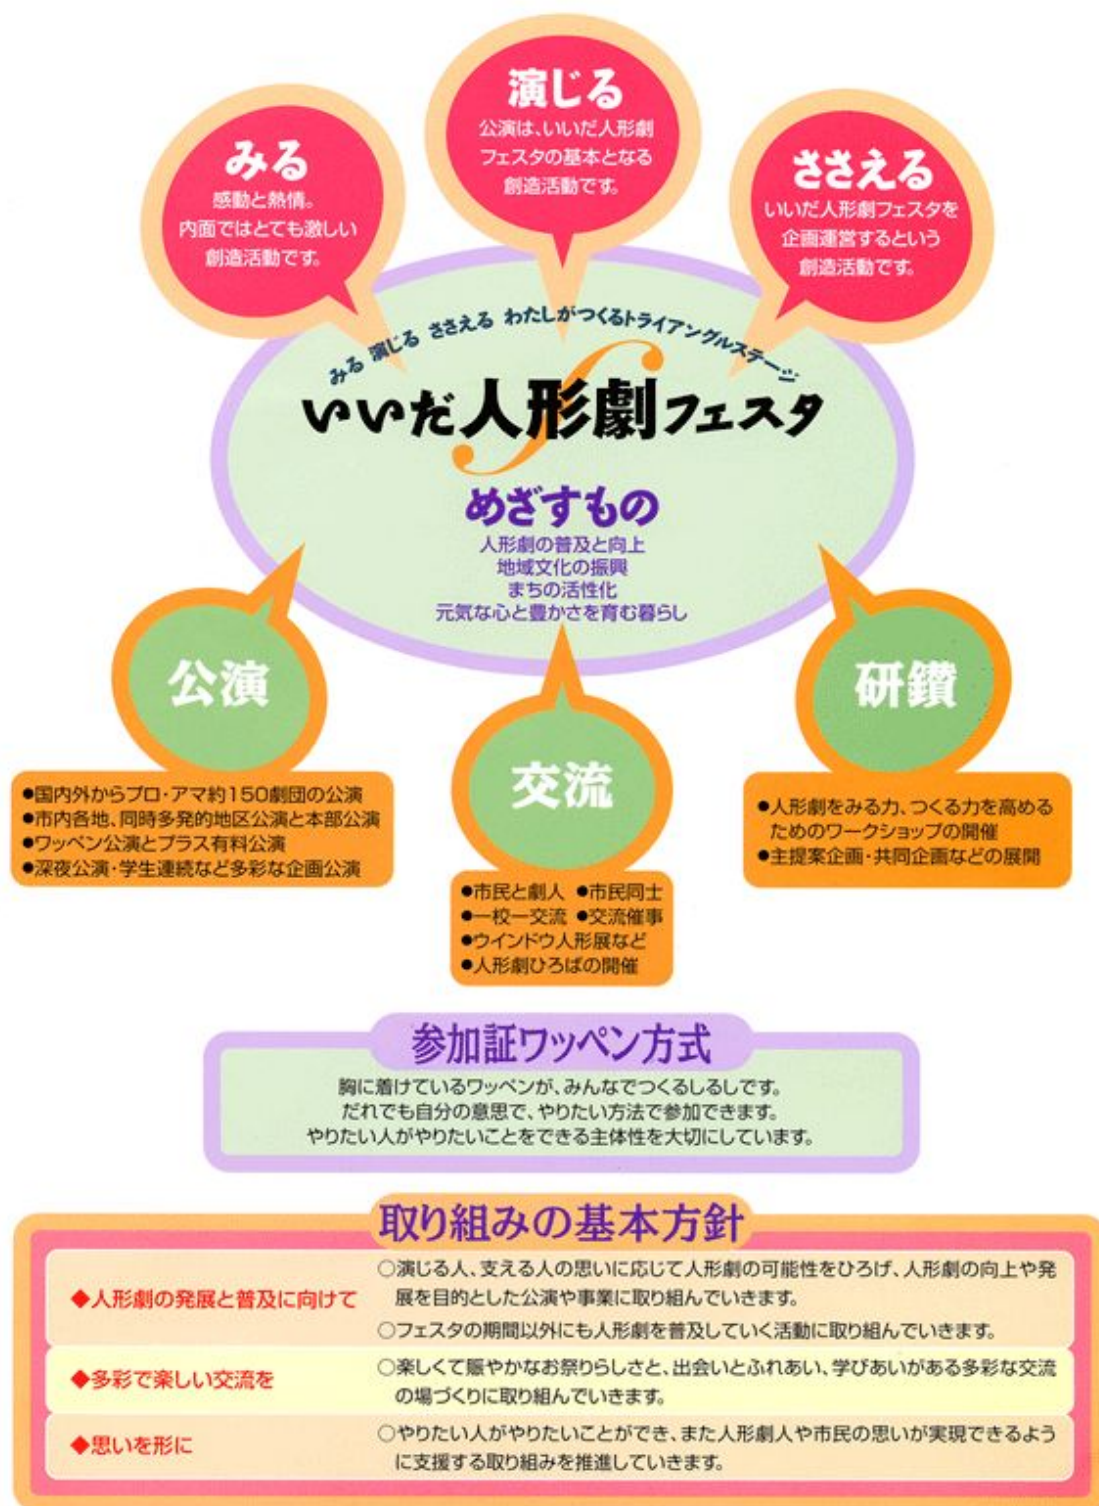 演じる
公演は、いいだ人形劇
フェスタの基本となる
創造活動です。
みる
感動と熱情。
内面ではとても激しい
創造活動です。
ささえる
いいだ人形劇フェスタを
企画運営するという
創造活動です。
みる 演じる ささえる わたしがつくるトライアングルステージ
いいだ人形劇フェスタ
めざすもの
人形劇の普及と向上
地域文化の振興
まちの活性化
元気な心と豊かさを育む暮らし
公演
●国内外からプロ・アマ約150劇団の公演
●市内各地、同時多発的地区公演と本部公演
●ワッペン公演とプラス有料公演
●深夜公演・学生連続など多彩な企画公演
交流
●市民と劇人 ●市民同士
●一校一交流 ●交流催事
●ウインドウ人形展など
●人形劇ひろばの開催
研鑽
●人形劇をみる力、つくる力を高める
ためのワークショップの開催
●主提案企画・共同企画などの展開
参加証ワッペン方式
胸に着けているワッペンが、みんなでつくるしるしです。
だれでも自分の意思で、やりたい方法で参加できます。
やりたい人がやりたいことをできる主体性を大切にしています。
取り組みの基本方針
◆人形劇の発展と普及に向けて
○演じる人、支える人の思いに応じて人形劇の可能性をひろげ、人形劇の向上や発
展を目的とした公演や事業に取り組んでいきます。
○フェスタの期間以外にも人形劇を普及していく活動に取り組んでいきます。
◆多彩で楽しい交流を
○楽しくて賑やかなお祭りらしさと、出会いとふれあい、学びあいがある多彩な交流
の場づくりに取り組んでいきます。
◆思いを形に
○やりたい人がやりたいことができ、また人形劇人や市民の思いが実現できるよう
に支援する取り組みを推進していきます。